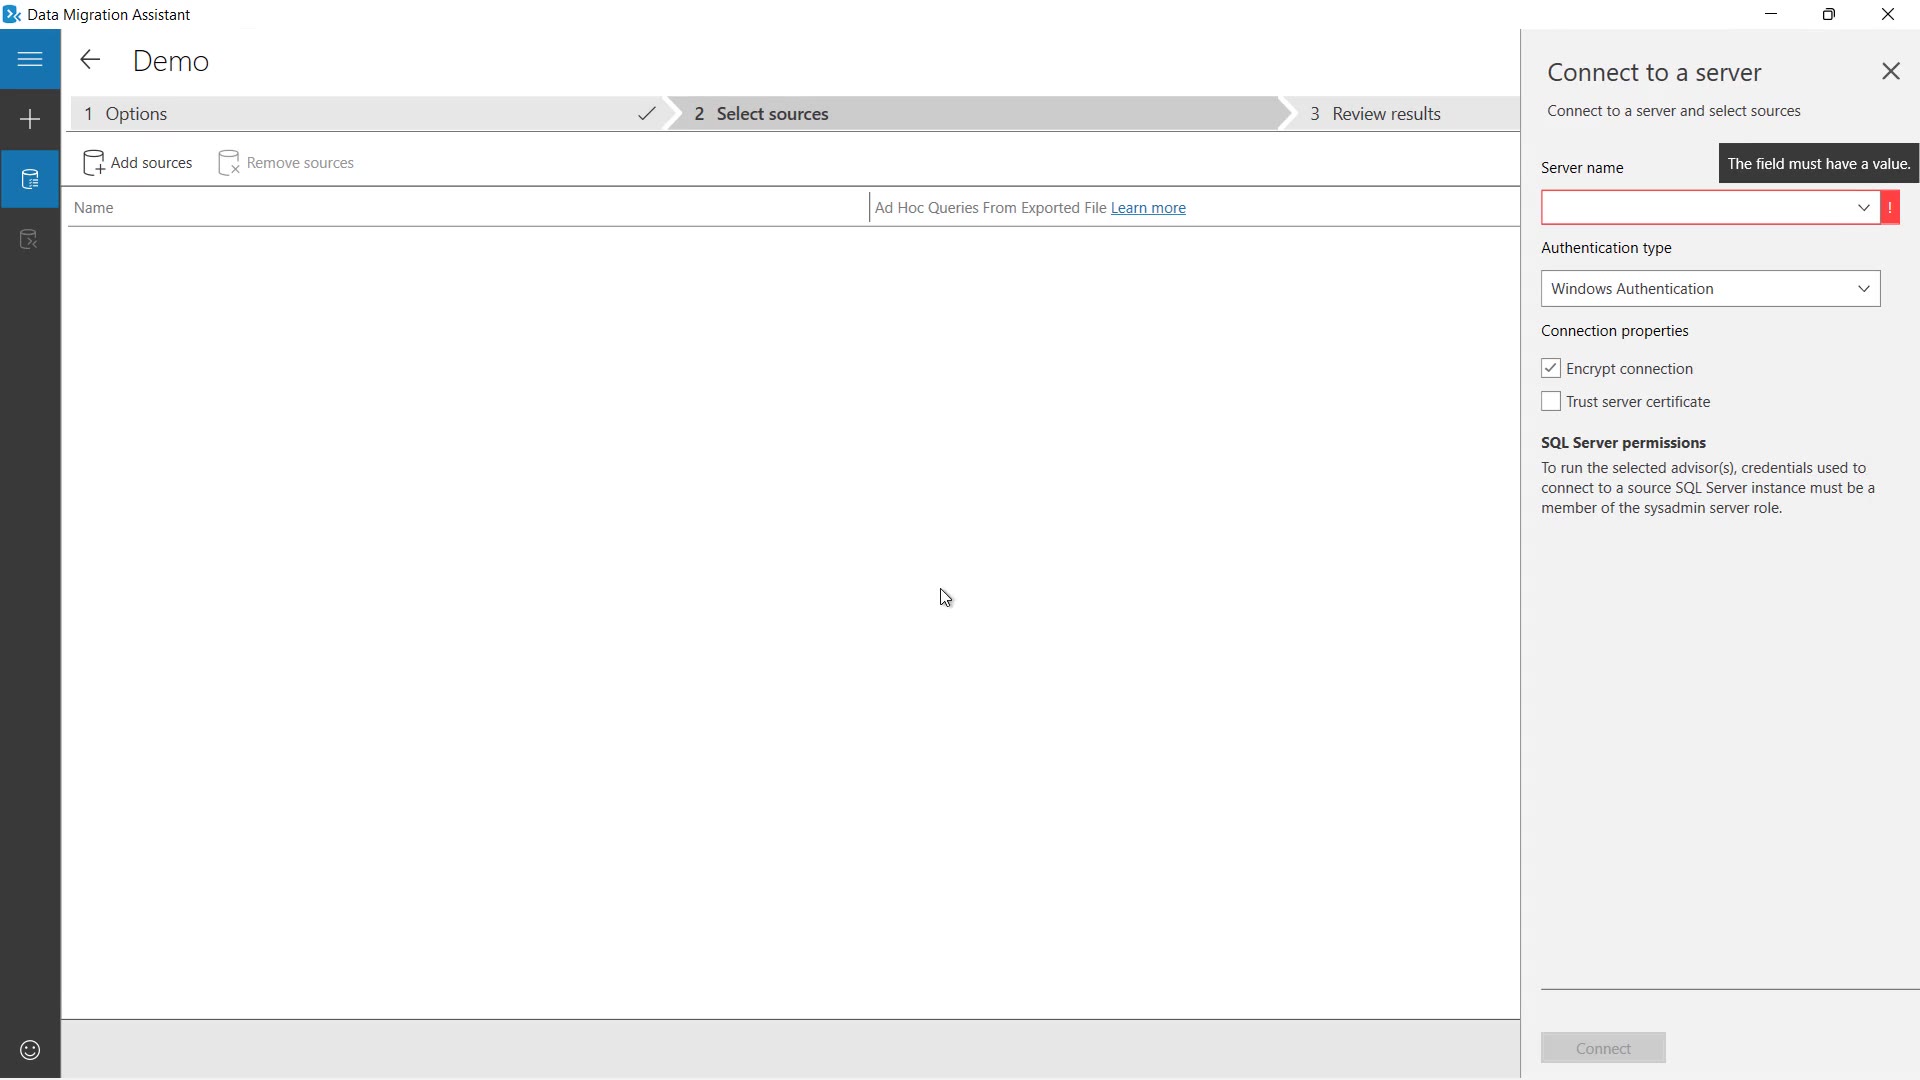 Data Migration Assistant
Demo
1 Options
2 Select sources
3 Review results
Add sources
Remove sources
Name
Ad Hoc Queries From Exported File Learn more
Connect to a server
Connect to a server and select sources
Server name
The field must have a value.
!
Authentication type
Windows Authentication
Connection properties
Encrypt connection
Trust server certificate
SQL Server permissions
To run the selected advisor(s), credentials used to
connect to a source SQL Server instance must be a
member of the sysadmin server role.
Connect